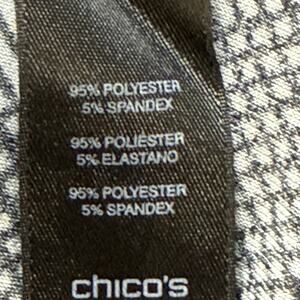 95% POLYESTER
5% SPANDEX
95% POLIÉSTER
5% ELASTANO
95% POLYESTER
5% SPANDEX
chico's